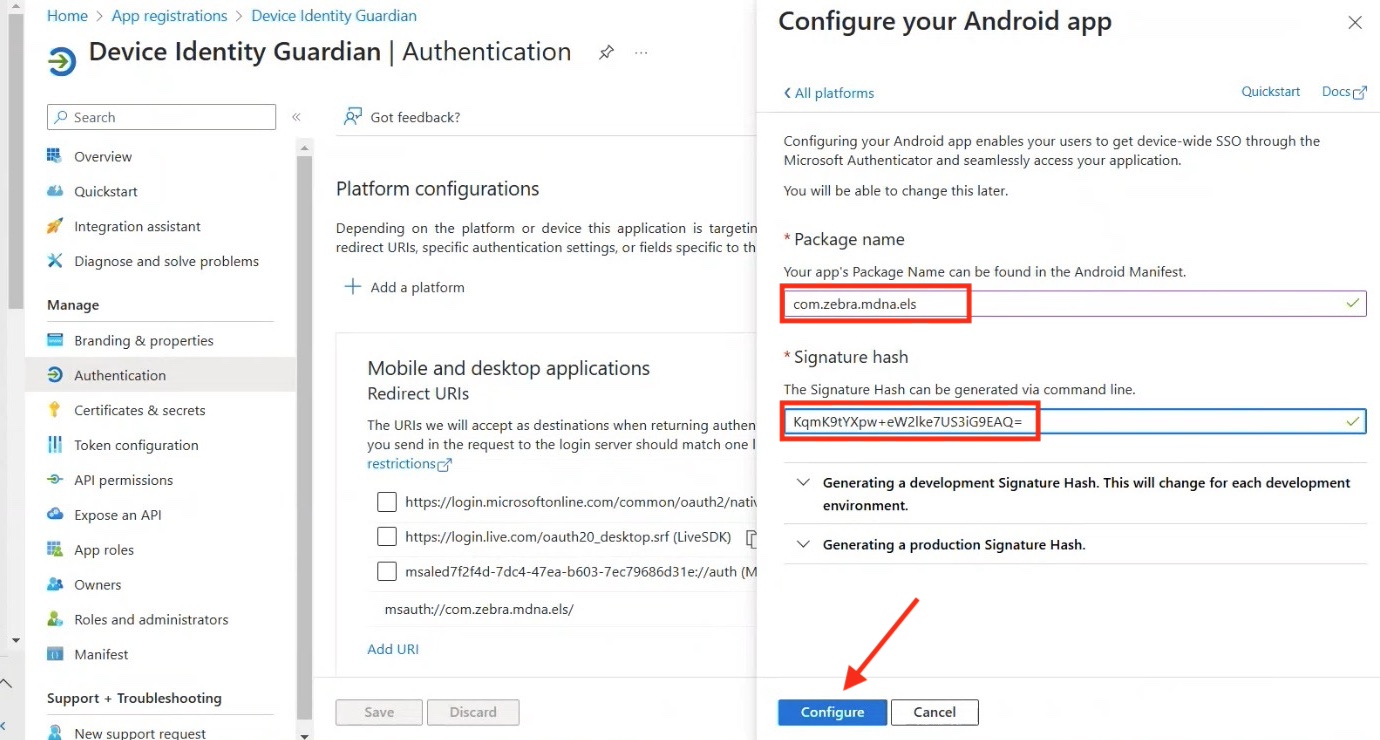 Home > App registrations > Device Identity Guardian
Device Identity Guardian | Authentication
Search
Got feedback?
Overview
Quickstart
Integration assistant
Diagnose and solve problems
Manage
Branding & properties
Authentication
Certificates & secrets
Token configuration
API permissions
Expose an API
App roles
Owners
Roles and administrators
Manifest
Support + Troubleshooting
New support request
Platform configurations
Depending on the platform or device this application is targetin
redirect URIs, specific authentication settings, or fields specific to th
Add a platform
Mobile and desktop applications
Redirect URIs
The URIs we will accept as destinations when returning authen
you send in the request to the login server should match one l
restrictions
https://login.microsoftonline.com/common/oauth2/nativ
https://login.live.com/oauth20_desktop.srf (LiveSDK)
msaled7f2f4d-7dc4-47ea-b603-7ec79686d31e://auth (M
msauth://com.zebra.mdna.els/
Add URI
Save
Discard
Configure your Android app
All platforms
Quickstart
Docs
Configuring your Android app enables your users to get device-wide SSO through the
Microsoft Authenticator and seamlessly access your application.
You will be able to change this later.
* Package name
Your app's Package Name can be found in the Android Manifest.
com.zebra.mdna.els
* Signature hash
The Signature Hash can be generated via command line.
KqmK9tYXpw+eW2lke7US3iG9EAQ=
Generating a development Signature Hash. This will change for each development
environment.
Generating a production Signature Hash.
Configure
Cancel